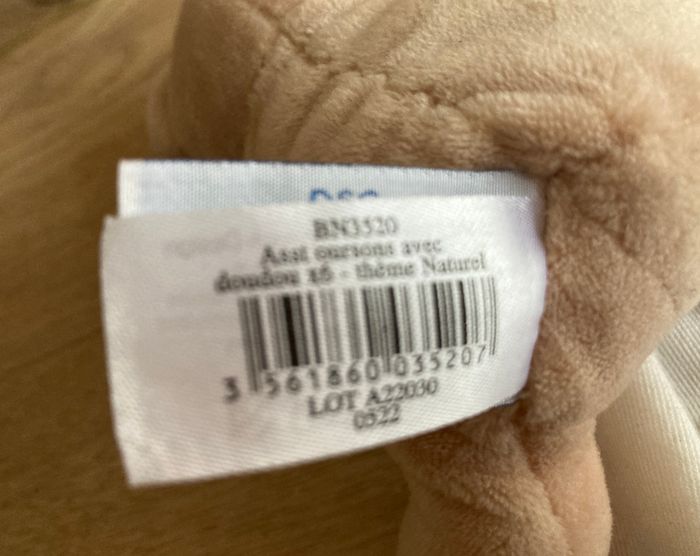 BN3520
Asst oursons avec
doudou x6 - thème Naturel
3 561860 035207
LOT A22030
0522